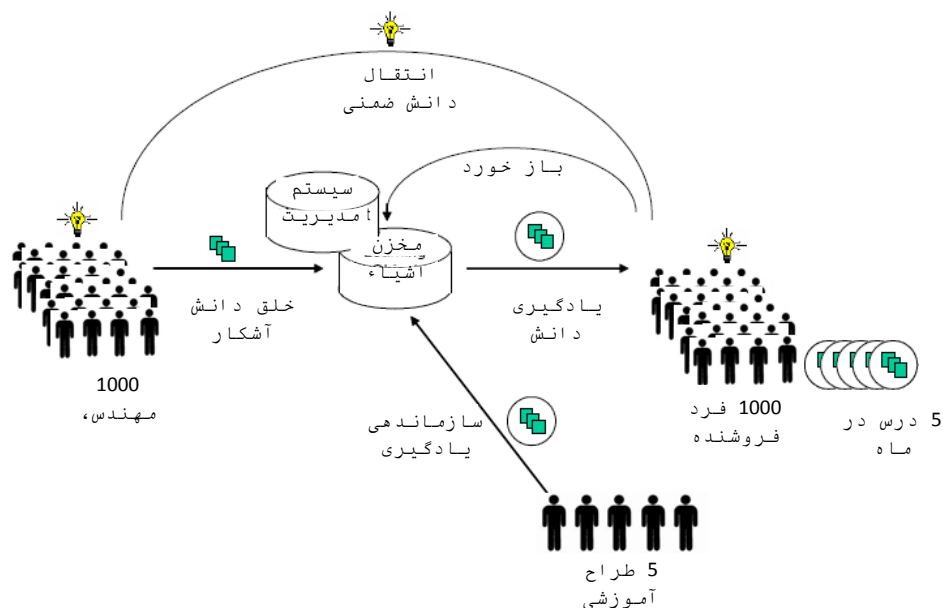 انتقال
دانش ضمنی
باز خورد
سیستم
مدیریت
مخزن
اشیاء
خلق دانش
آشکار
یادگیری
دانش
سازماندهی
یادگیری
1000
مهندس،
1000 فرد
فروشنده
5 درس در
ماه
5 طراح
آموزشی